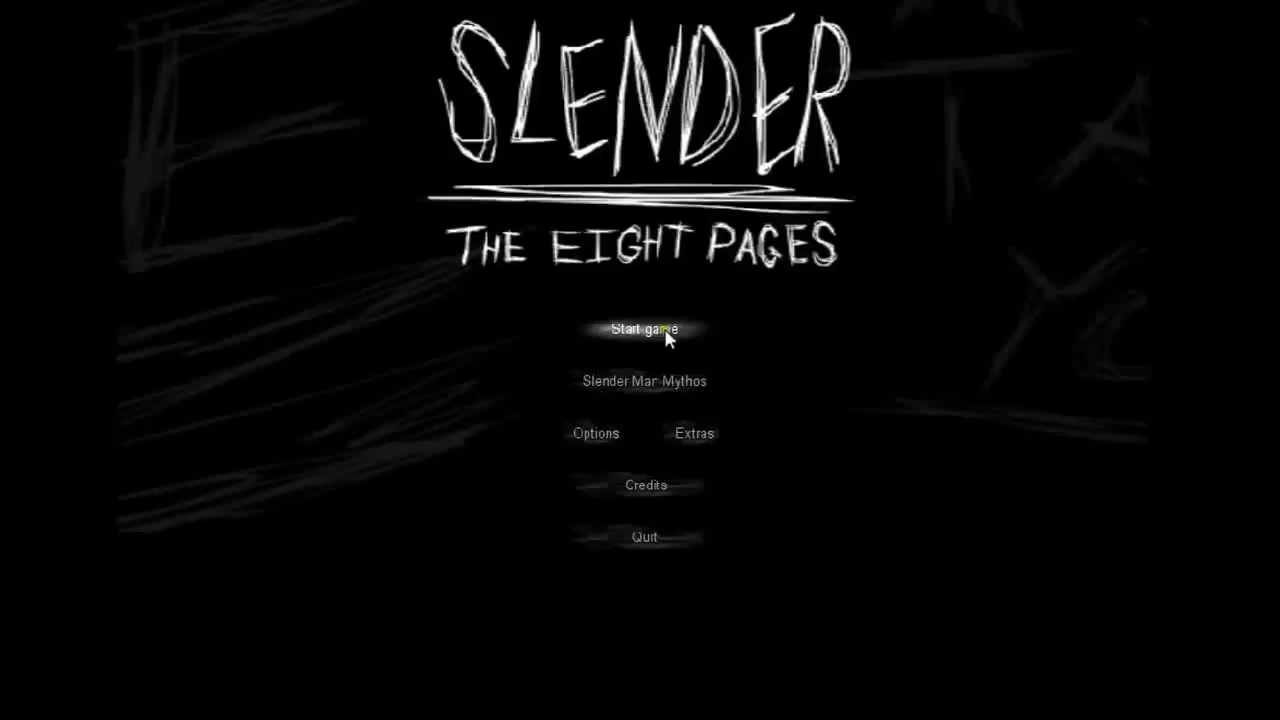 SLENDER
THE EIGHT PAGES
Start game
Slender Man Mythos
Options Extras
Credits
Quit